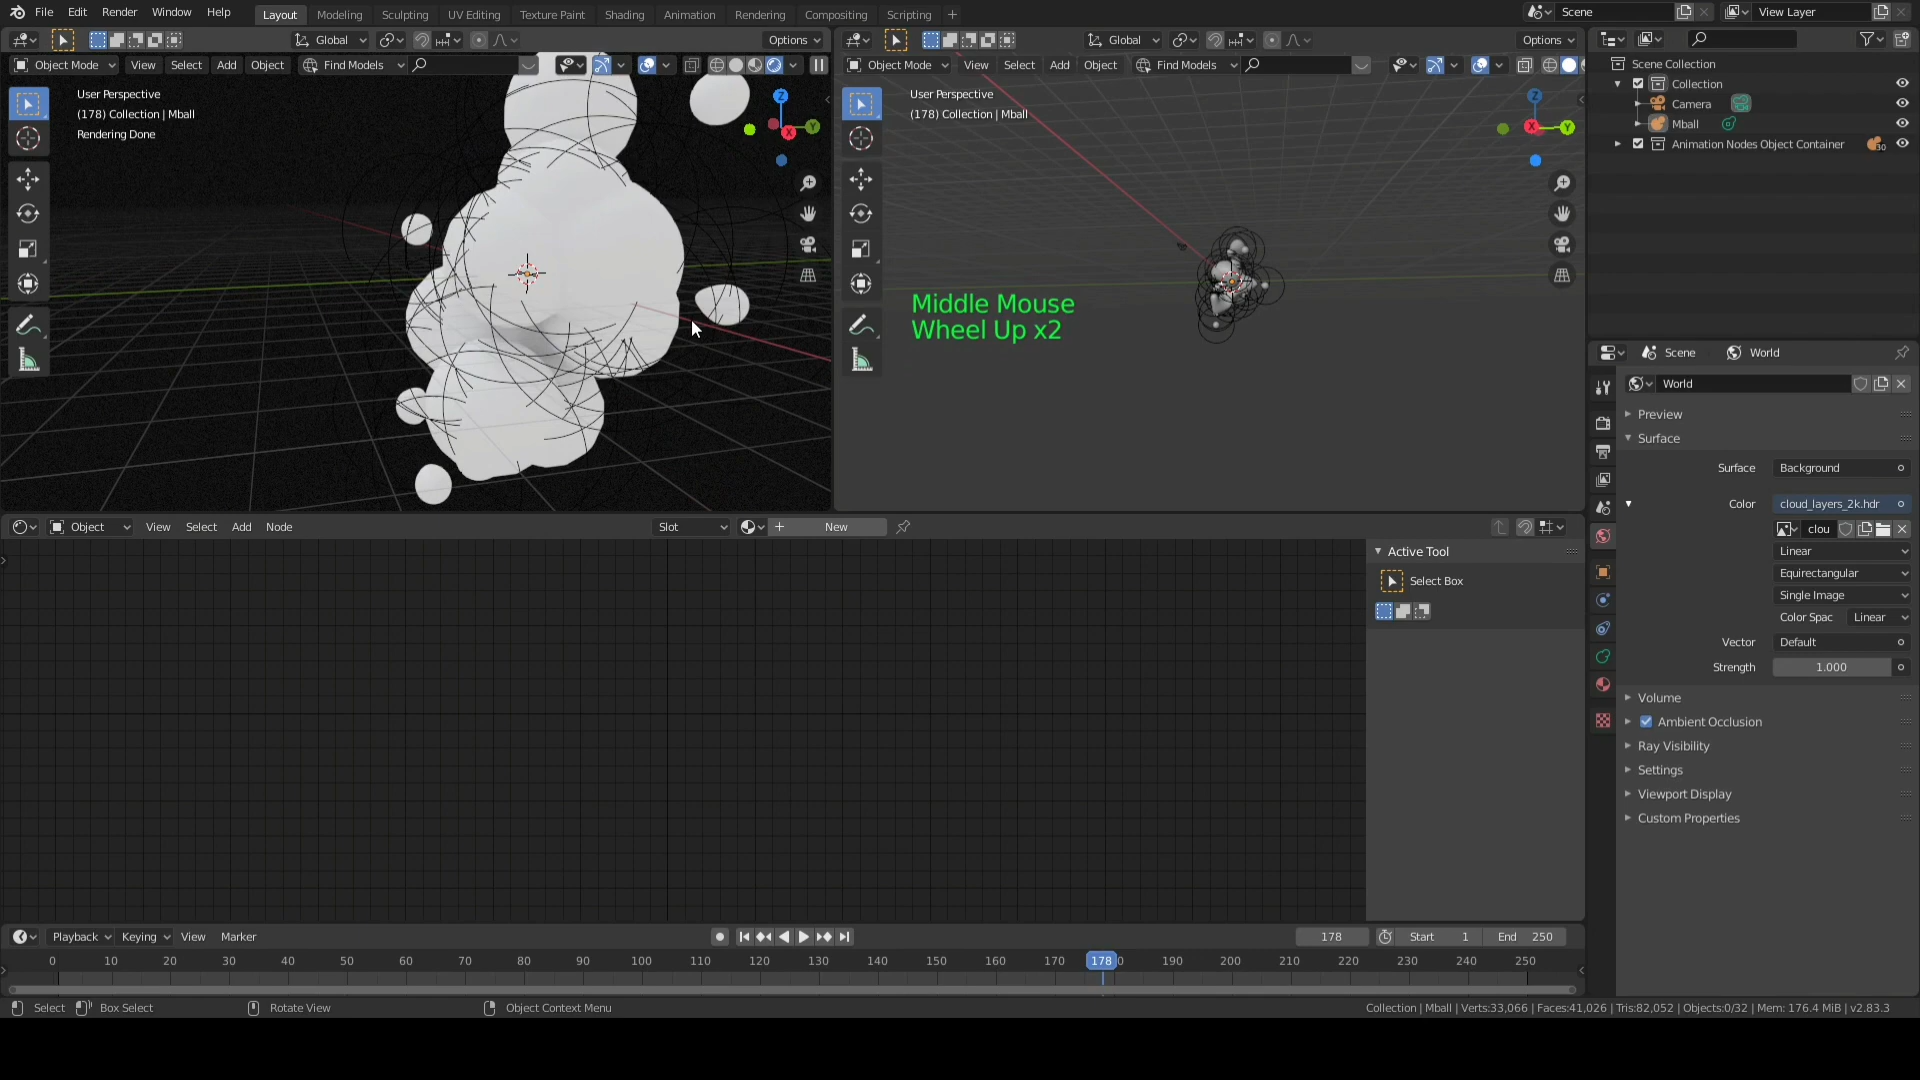 File Edit Render Window Help Layout Modeling Sculpting UV Editing Texture Paint Shading Animation Rendering Compositing Scripting Scene View Layer
Global Options Global Options
Object Mode View Select Add Object Find Models Object Mode View Select Add Object Find Models
User Perspective
(178) Collection | Mball
Rendering Done
User Perspective
(178) Collection | Mball
Middle Mouse
Wheel Up x2
Scene Collection
Collection
Camera
Mball
Animation Nodes Object Container 30
Scene World
World
Preview
Surface
Surface Background
Color cloud_layers_2k.hdr
clou
Linear
Equirectangular
Single Image
Color Spac Linear
Vector Default
Strength 1.000
Volume
Ambient Occlusion
Ray Visibility
Settings
Viewport Display
Custom Properties
Object View Select Add Node Slot New
Active Tool
Select Box
Playback Keying View Marker 178 Start 1 End 250
0 10 20 30 40 50 60 70 80 90 100 110 120 130 140 150 160 170 178 0 190 200 210 220 230 240 250
Select Box Select Rotate View Object Context Menu Collection | Mball | Verts:33,066 | Faces:41,026 | Tris:82,052 | Objects:0/32 | Mem: 176.4 MiB | v2.83.3
X Y Z
X Y Z